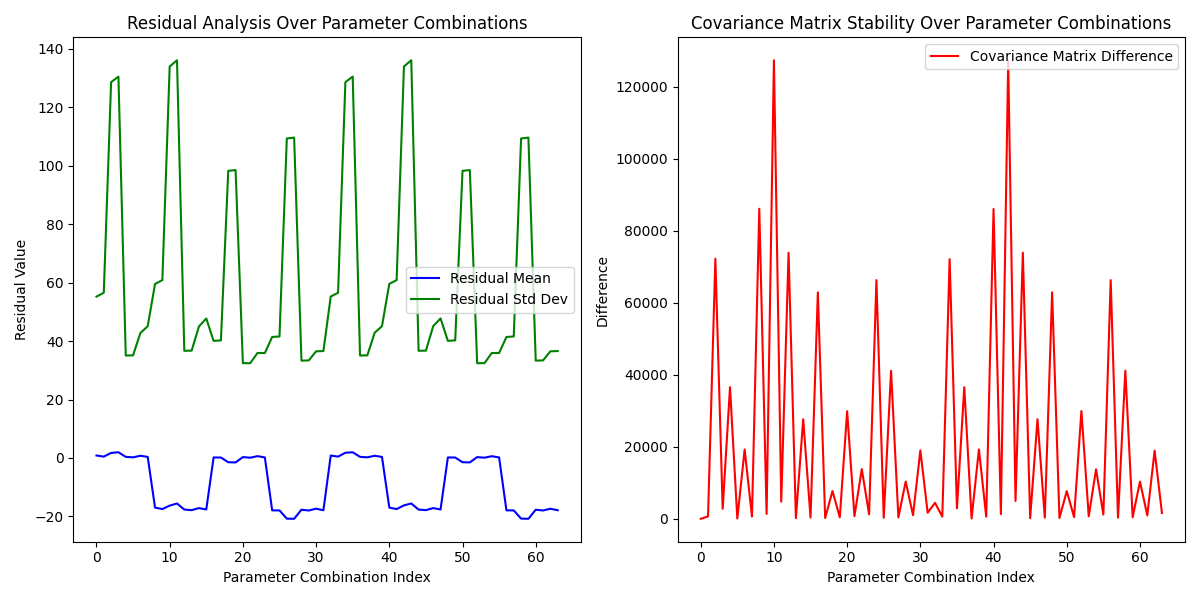 Residual Analysis Over Parameter Combinations
140
120
100
80
60
40
20
0
−20
Residual Value
Residual Mean
Residual Std Dev
0 10 20 30 40 50 60
Parameter Combination Index
Covariance Matrix Stability Over Parameter Combinations
Covariance Matrix Difference
120000
100000
80000
60000
40000
20000
0
Difference
0 10 20 30 40 50 60
Parameter Combination Index